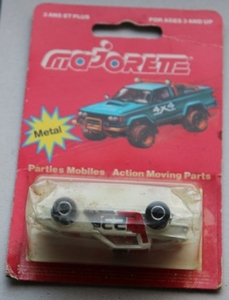 3 ANS ET PLUS FOR AGES 3 AND UP
majorette
4X4
Metal
Parties Mobiles Action Moving Parts